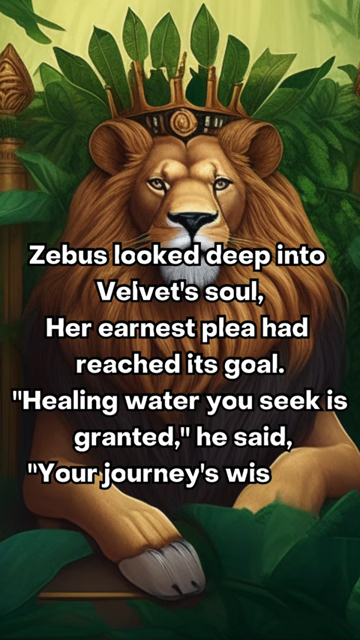 Zebus looked deep into
Velvet's soul,
Her earnest plea had
reached its goal.
"Healing water you seek is
granted," he said,
"Your journey's wis